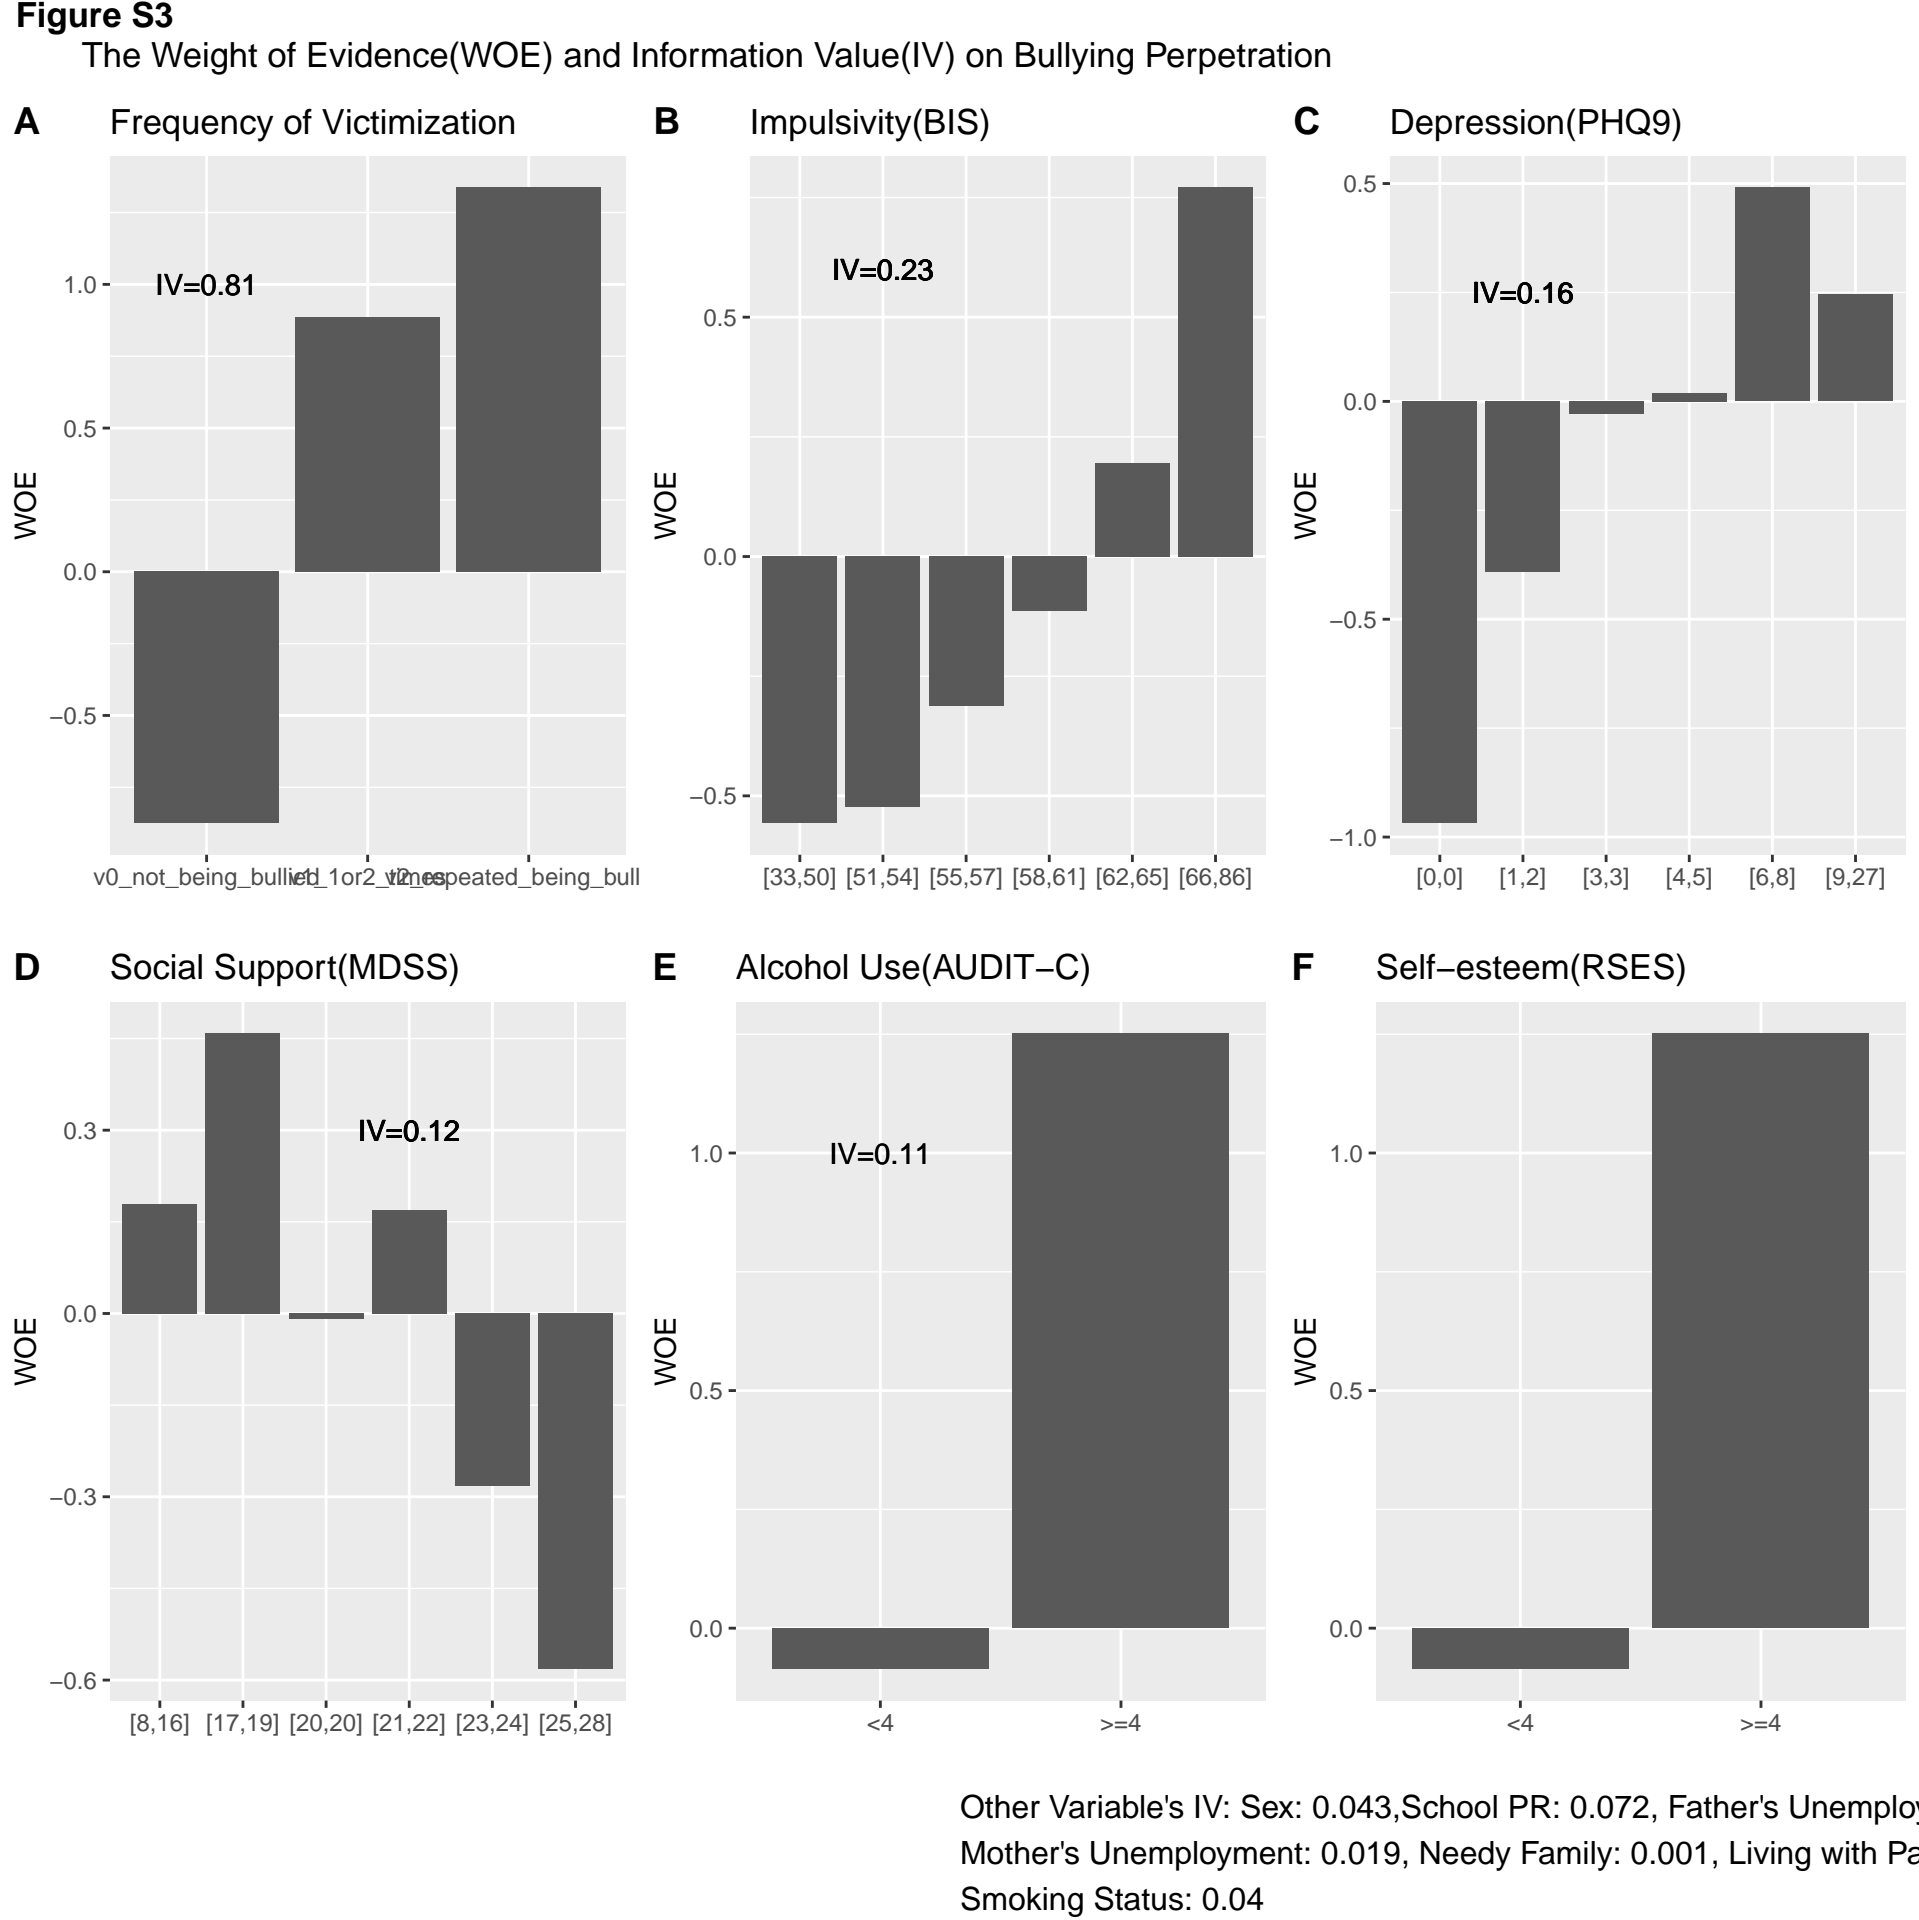 Figure S3
The Weight of Evidence(WOE) and Information Value(IV) on Bullying Perpetration
A Frequency of Victimization
WOE
1.0
0.5
0.0
−0.5
IV=0.81
v0_not_being_bullied v1_1or2_times v2_repeated_being_bull
B Impulsivity(BIS)
WOE
0.5
0.0
−0.5
IV=0.23
[33,50] [51,54] [55,57] [58,61] [62,65] [66,86]
C Depression(PHQ9)
WOE
0.5
0.0
−0.5
−1.0
IV=0.16
[0,0] [1,2] [3,3] [4,5] [6,8] [9,27]
D Social Support(MDSS)
WOE
0.3
0.0
−0.3
−0.6
IV=0.12
[8,16] [17,19] [20,20] [21,22] [23,24] [25,28]
E Alcohol Use(AUDIT−C)
WOE
1.0
0.5
0.0
IV=0.11
<4 >=4
F Self−esteem(RSES)
WOE
1.0
0.5
0.0
<4 >=4
Other Variable's IV: Sex: 0.043,School PR: 0.072, Father's Unemploy
Mother's Unemployment: 0.019, Needy Family: 0.001, Living with Pa
Smoking Status: 0.04